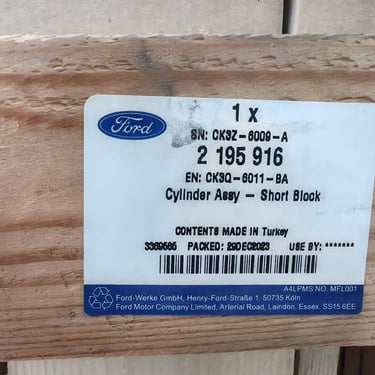 Ford
1 x
SN: CK3Z-6009-A
2 195 916
EN: CK3Q-6011-BA
Cylinder Assy - Short Block
CONTENTS MADE IN Turkey
3369565 PACKED: 29DEC2023 USE BY: *******
A4LPMS NO. MFL001
Ford-Werke GmbH, Henry-Ford-Straße 1, 50735 Köln
Ford Motor Company Limited, Arterial Road, Laindon, Essex. SS15 6EE